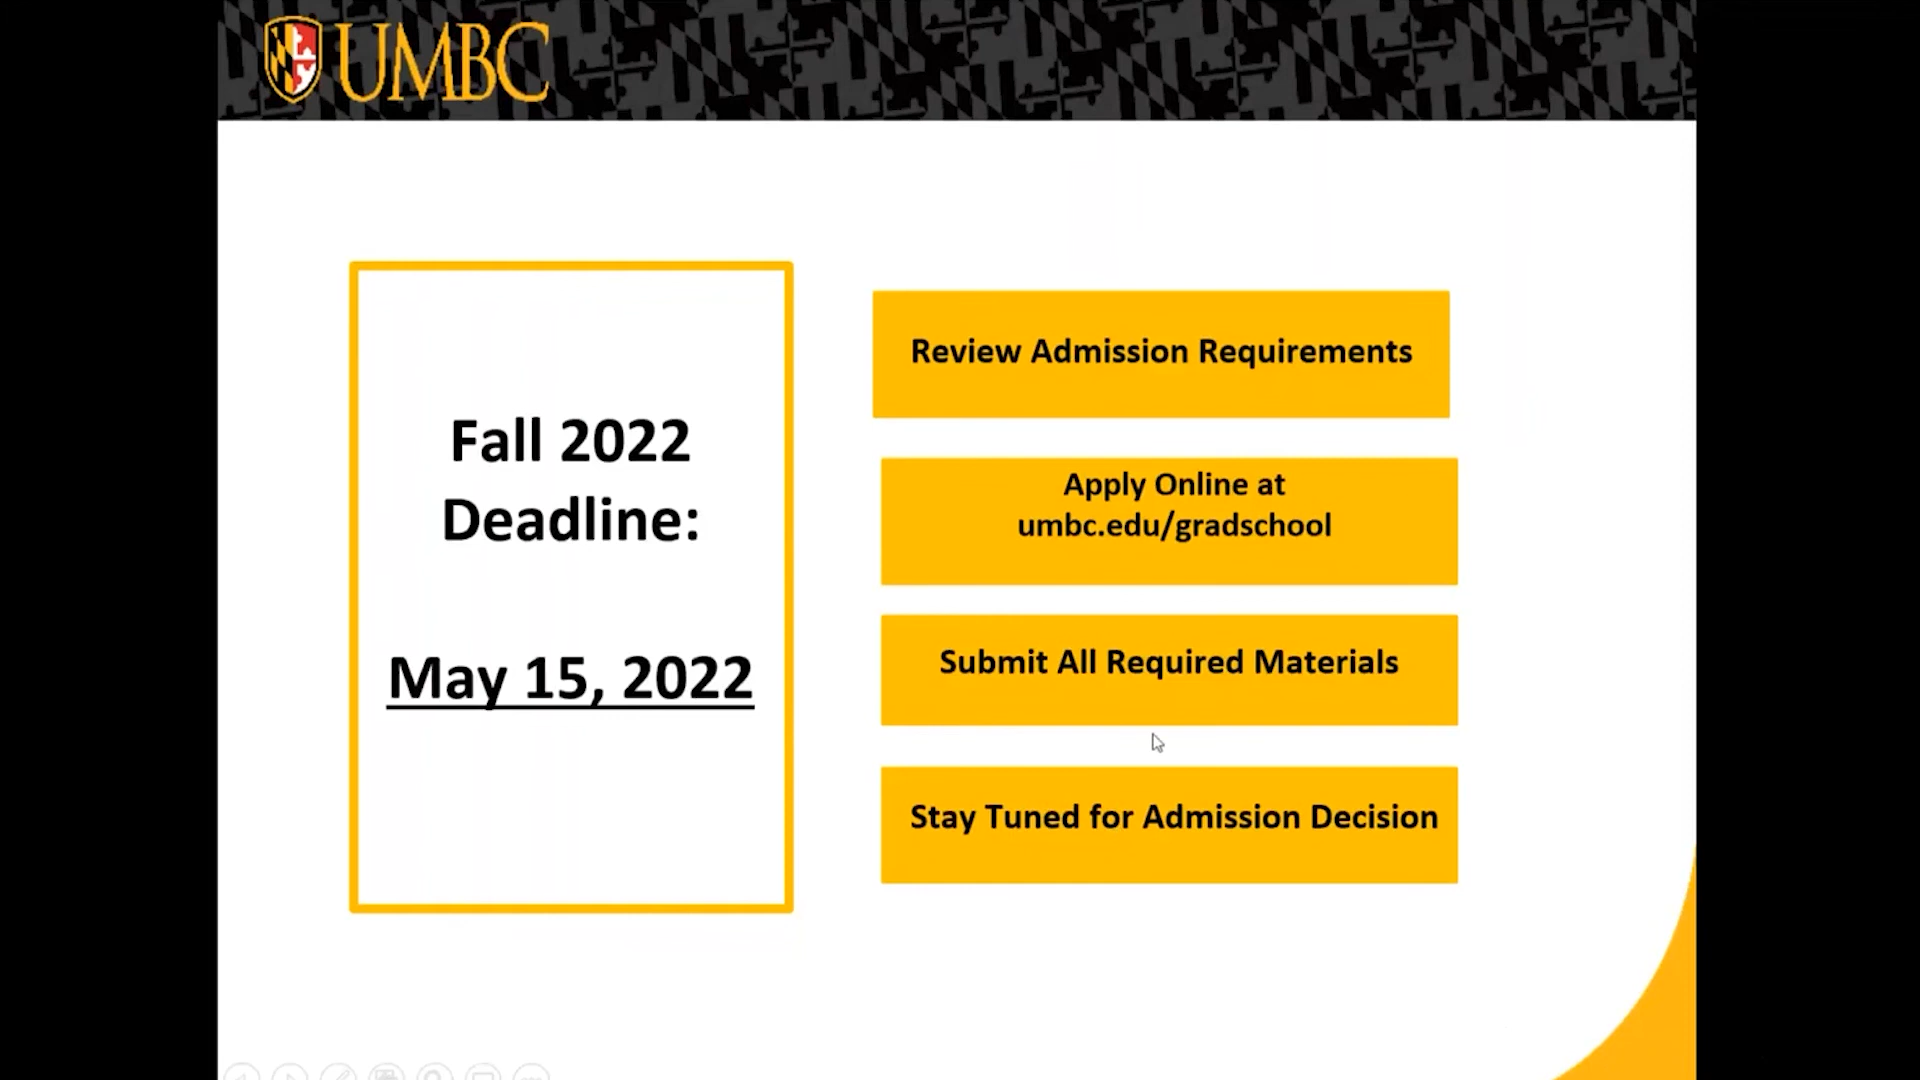 UMBC
Fall 2022
Deadline:
May 15, 2022
Review Admission Requirements
Apply Online at
umbc.edu/gradschool
Submit All Required Materials
Stay Tuned for Admission Decision